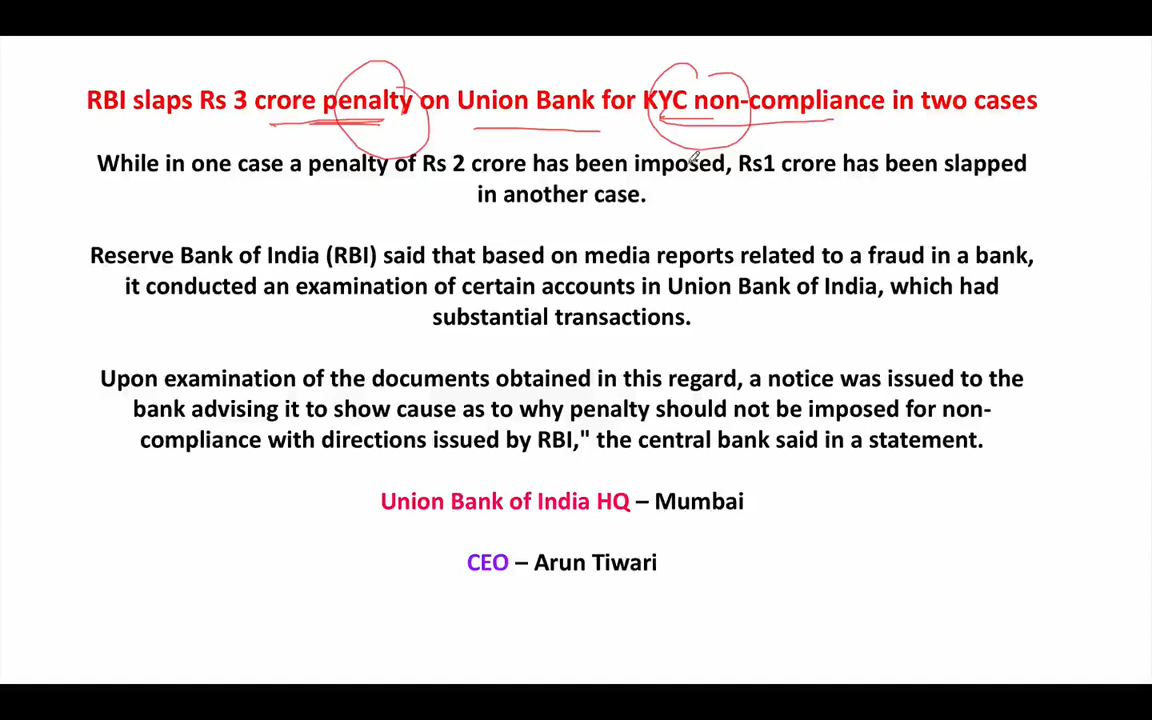 RBI slaps Rs 3 crore penalty on Union Bank for KYC non-compliance in two cases
While in one case a penalty of Rs 2 crore has been imposed, Rs1 crore has been slapped
in another case.
Reserve Bank of India (RBI) said that based on media reports related to a fraud in a bank,
it conducted an examination of certain accounts in Union Bank of India, which had
substantial transactions.
Upon examination of the documents obtained in this regard, a notice was issued to the
bank advising it to show cause as to why penalty should not be imposed for non-
compliance with directions issued by RBI," the central bank said in a statement.
Union Bank of India HQ – Mumbai
CEO – Arun Tiwari